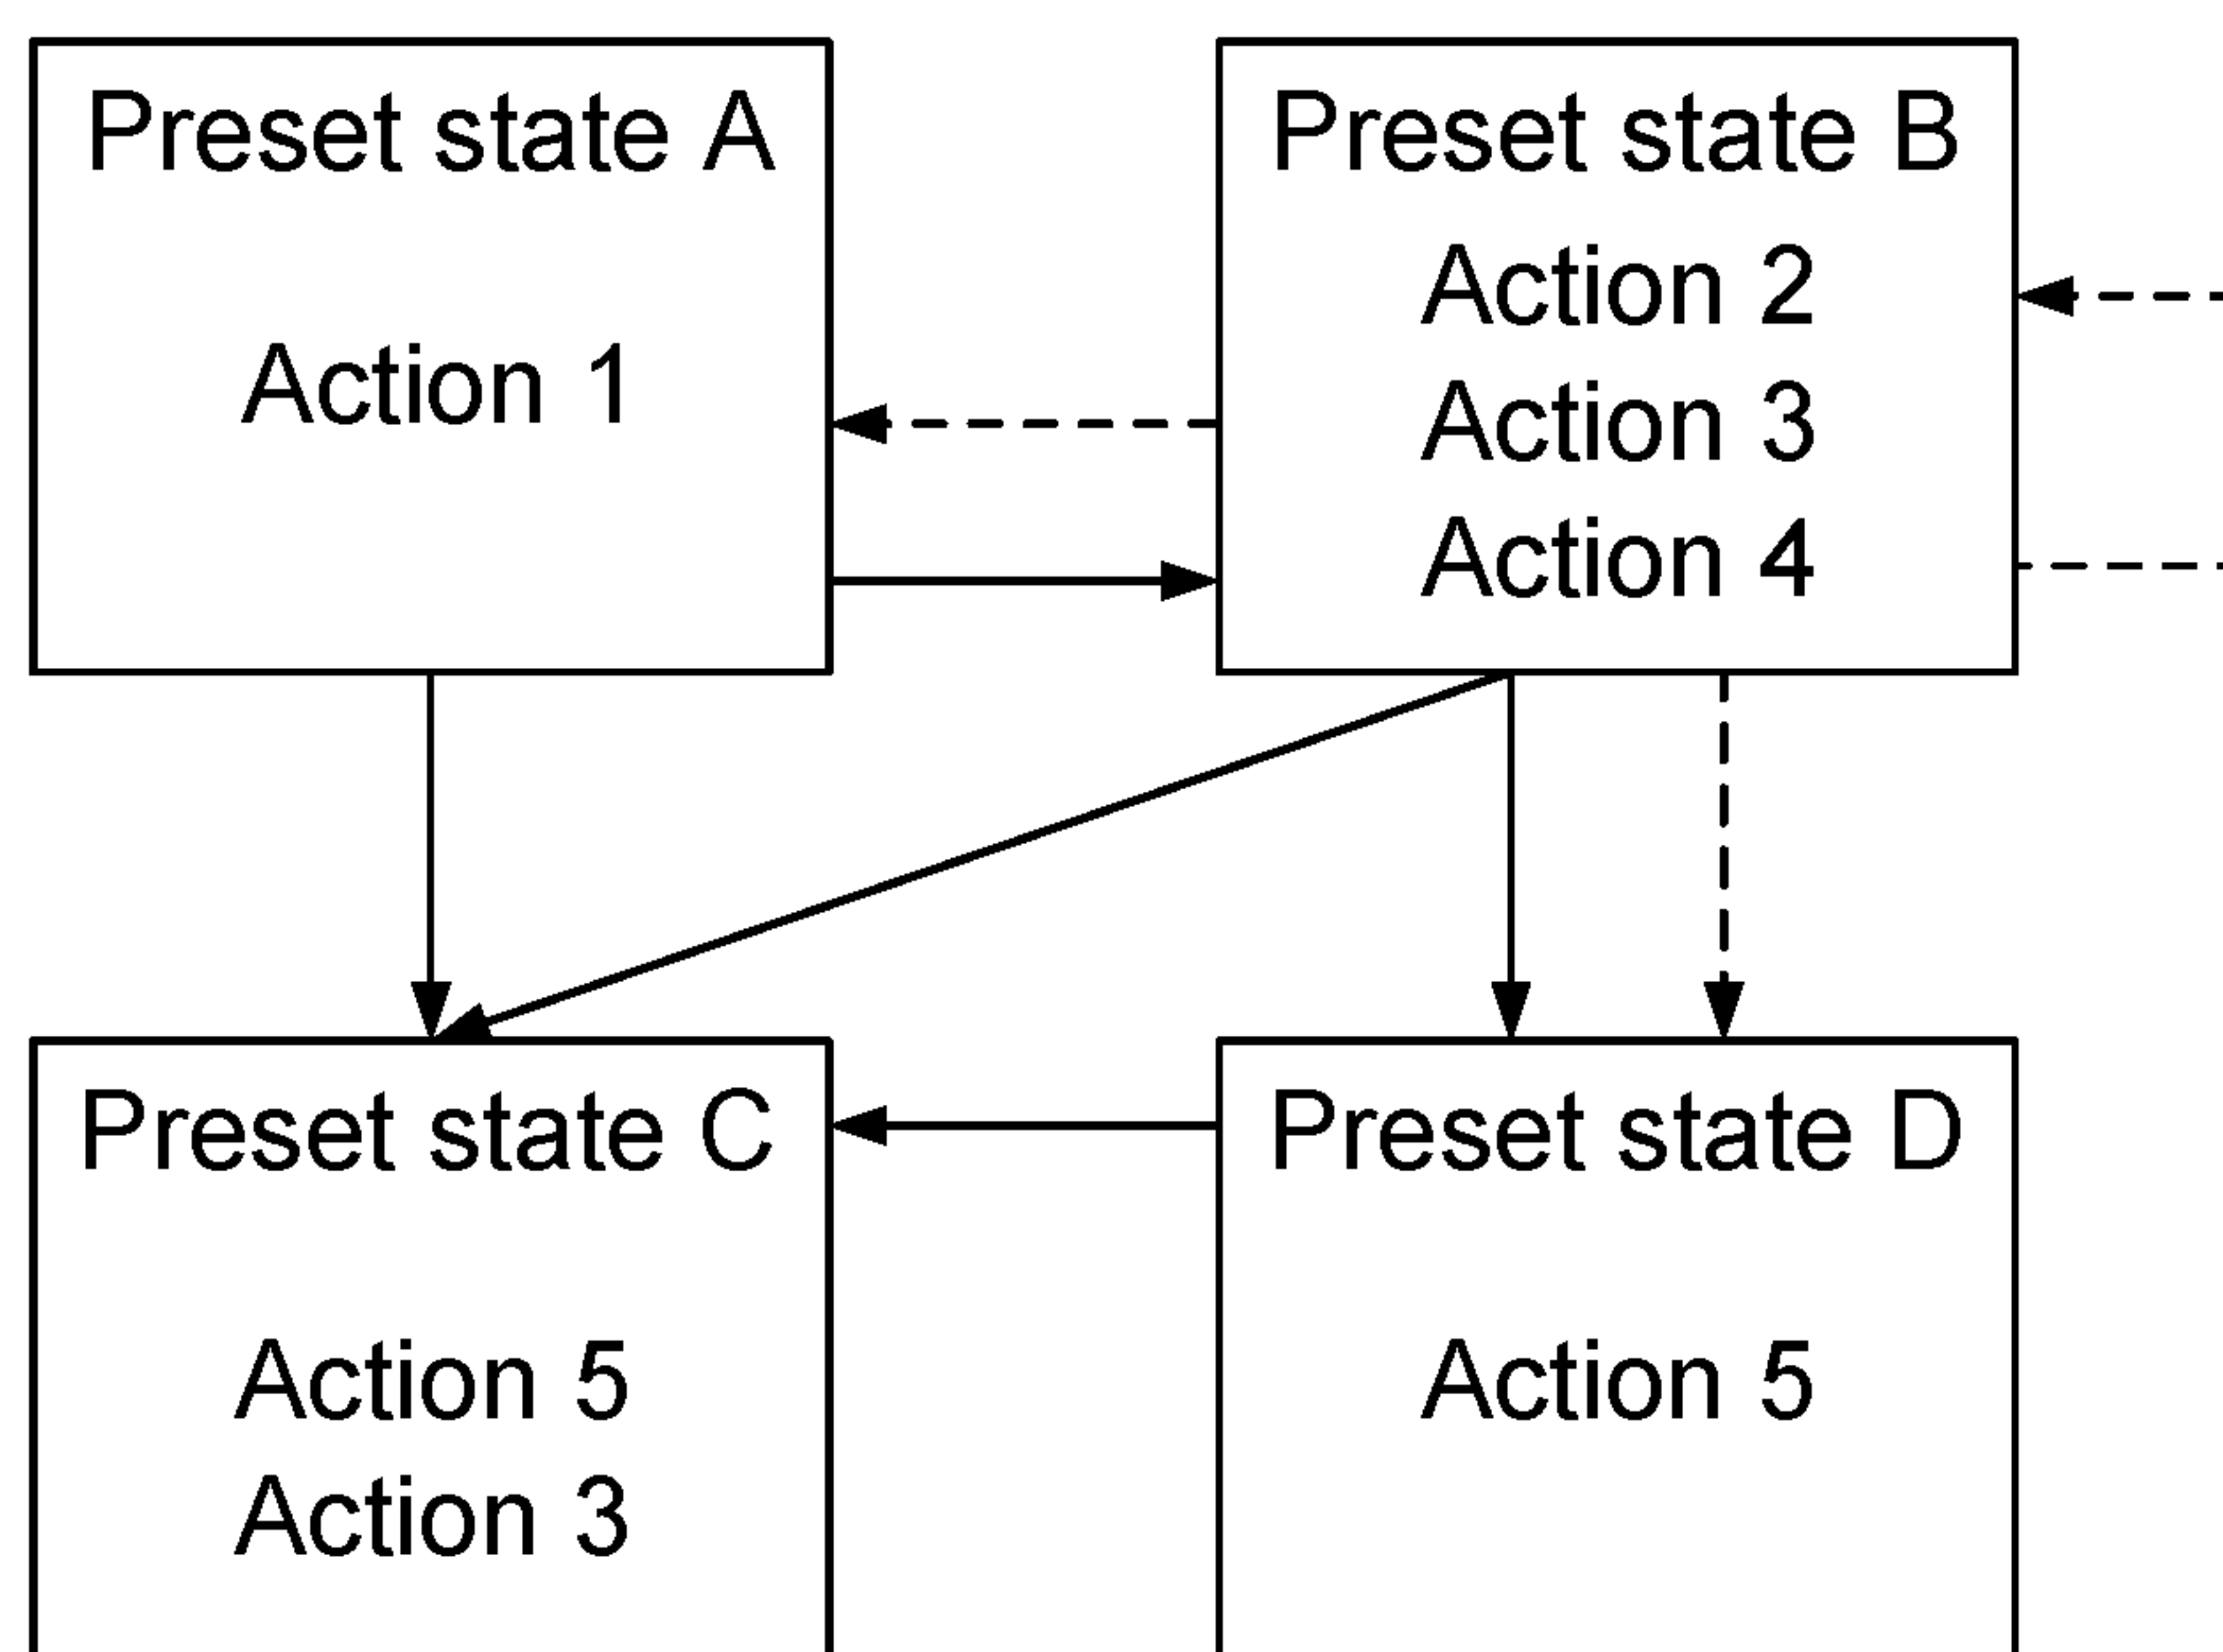 Preset state A
Action 1
Preset state B
Action 2
Action 3
Action 4
Preset state C
Action 5
Action 3
Preset state D
Action 5